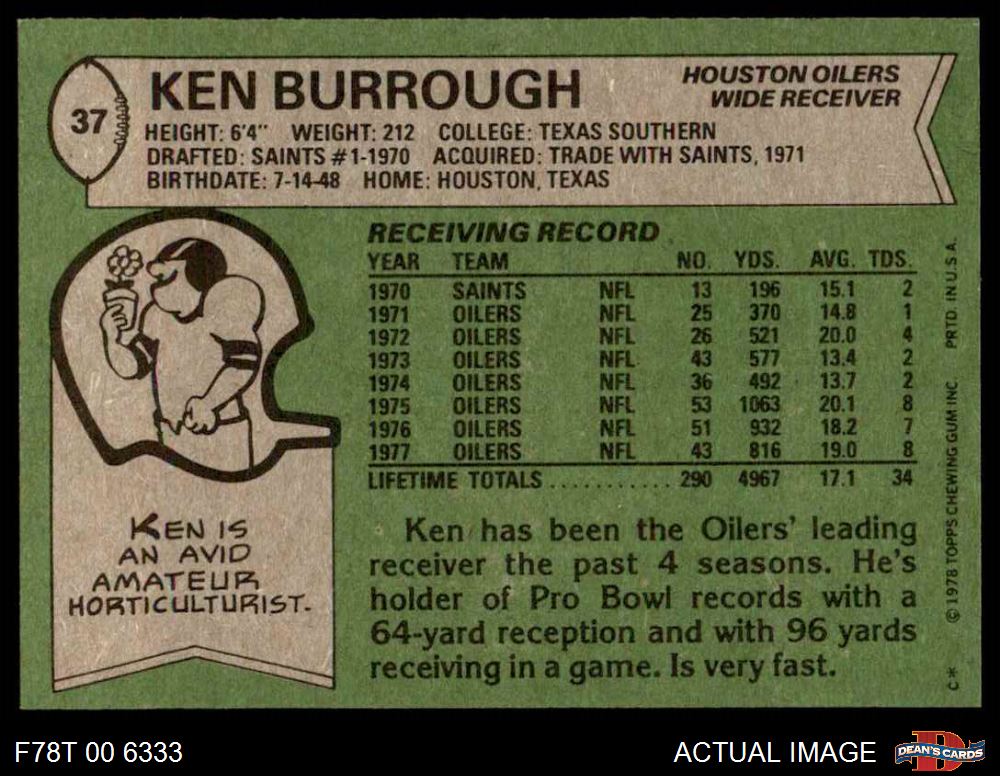 37
KEN BURROUGH
HOUSTON OILERS
WIDE RECEIVER
HEIGHT: 6'4" WEIGHT: 212 COLLEGE: TEXAS SOUTHERN
DRAFTED: SAINTS #1-1970 ACQUIRED: TRADE WITH SAINTS, 1971
BIRTHDATE: 7-14-48 HOME: HOUSTON, TEXAS
RECEIVING RECORD
YEAR TEAM NO. YDS. AVG. TDS.
1970 SAINTS NFL 13 196 15.1 2
1971 OILERS NFL 25 370 14.8 1
1972 OILERS NFL 26 521 20.0 4
1973 OILERS NFL 43 577 13.4 2
1974 OILERS NFL 36 492 13.7 2
1975 OILERS NFL 53 1063 20.1 8
1976 OILERS NFL 51 932 18.2 7
1977 OILERS NFL 43 816 19.0 8
LIFETIME TOTALS ........... 290 4967 17.1 34
KEN IS
AN AVID
AMATEUR
HORTICULTURIST.
Ken has been the Oilers' leading
receiver the past 4 seasons. He's
holder of Pro Bowl records with a
64-yard reception and with 96 yards
receiving in a game. Is very fast.
C* © 1978 TOPPS CHEWING GUM INC PRTD. IN U.S.A.
F78T 00 6333
ACTUAL IMAGE
DEAN'S CARDS